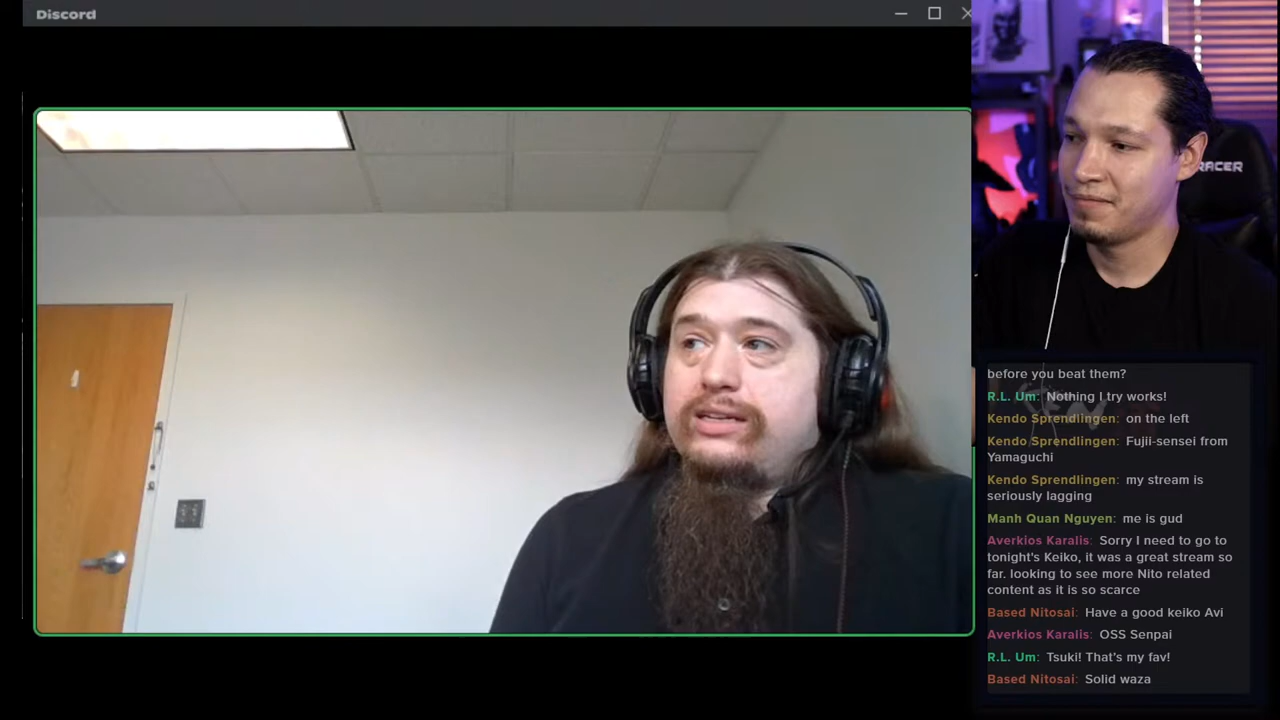 Discord
RACER
before you beat them?
R.L. Um: Nothing I try works!
Kendo Sprendlingen: on the left
Kendo Sprendlingen: Fujii-sensei from
Yamaguchi
Kendo Sprendlingen: my stream is
seriously lagging
Manh Quan Nguyen: me is gud
Averkios Karalis: Sorry I need to go to
tonight's Keiko, it was a great stream so
far. looking to see more Nito related
content as it is so scarce
Based Nitosai: Have a good keiko Avi
Averkios Karalis: OSS Senpai
R.L. Um: Tsuki! That's my fav!
Based Nitosai: Solid waza